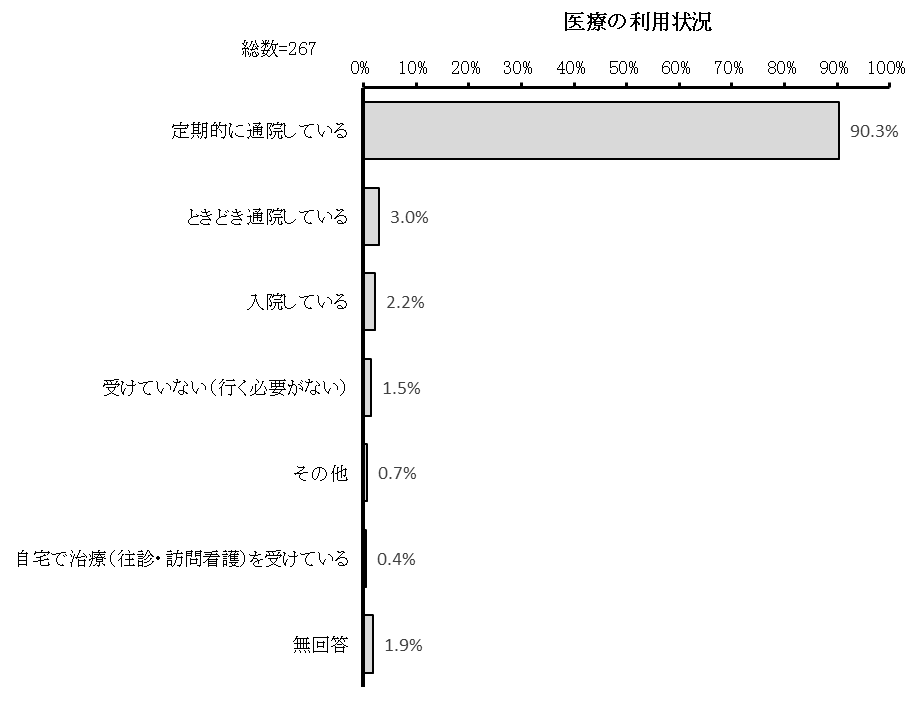 医療の利用状況
総数=267
0% 10% 20% 30% 40% 50% 60% 70% 80% 90% 100%
定期的に通院している 90.3%
ときどき通院している 3.0%
入院している 2.2%
受けていない(行く必要がない) 1.5%
その他 0.7%
自宅で治療(往診・訪問看護)を受けている 0.4%
無回答 1.9%